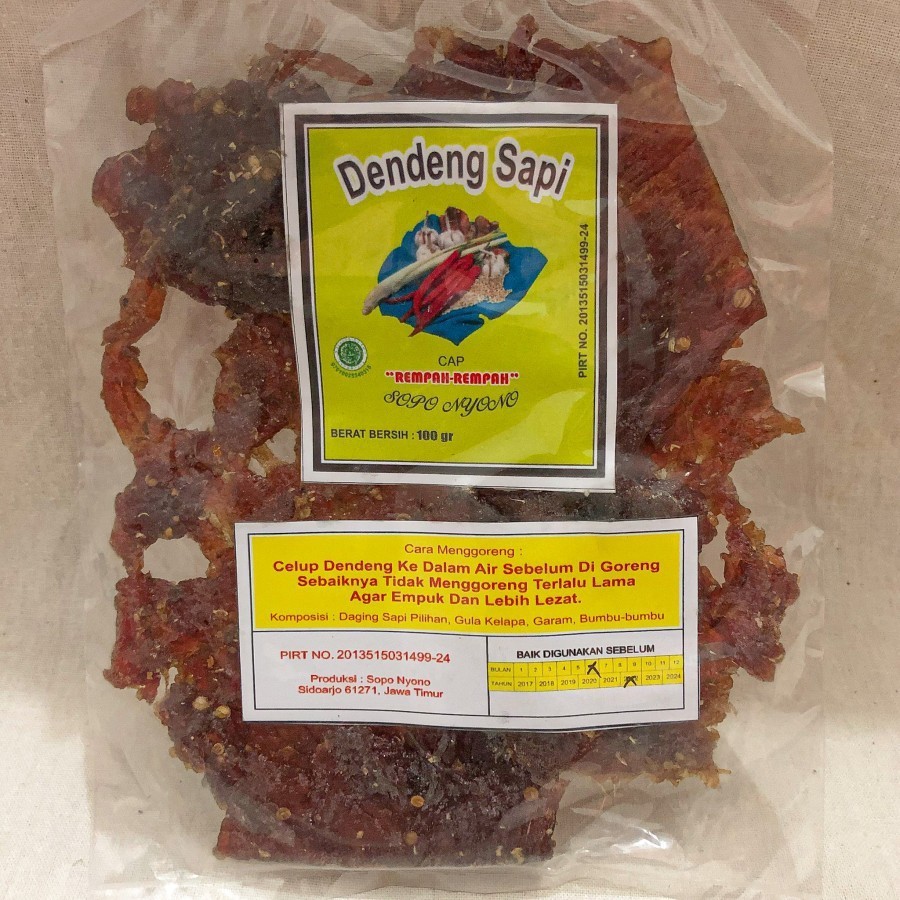 Dendeng Sapi
PIRT NO. 2013515031499-24
CAP
"REMPAH-REMPAH"
SOPO NYONO
BERAT BERSIH : 100 gr
Cara Menggoreng :
Celup Dendeng Ke Dalam Air Sebelum Di Goreng
Sebaiknya Tidak Menggoreng Terlalu Lama
Agar Empuk Dan Lebih Lezat.
Komposisi : Daging Sapi Pilihan, Gula Kelapa, Garam, Bumbu-bumbu
PIRT NO. 2013515031499-24
Produksi : Sopo Nyono
Sidoarjo 61271, Jawa Timur
BAIK DIGUNAKAN SEBELUM
BULAN 1 2 3 4 5 7 8 9 10 11 12
TAHUN 2017 2018 2019 2020 2021 2023 2024